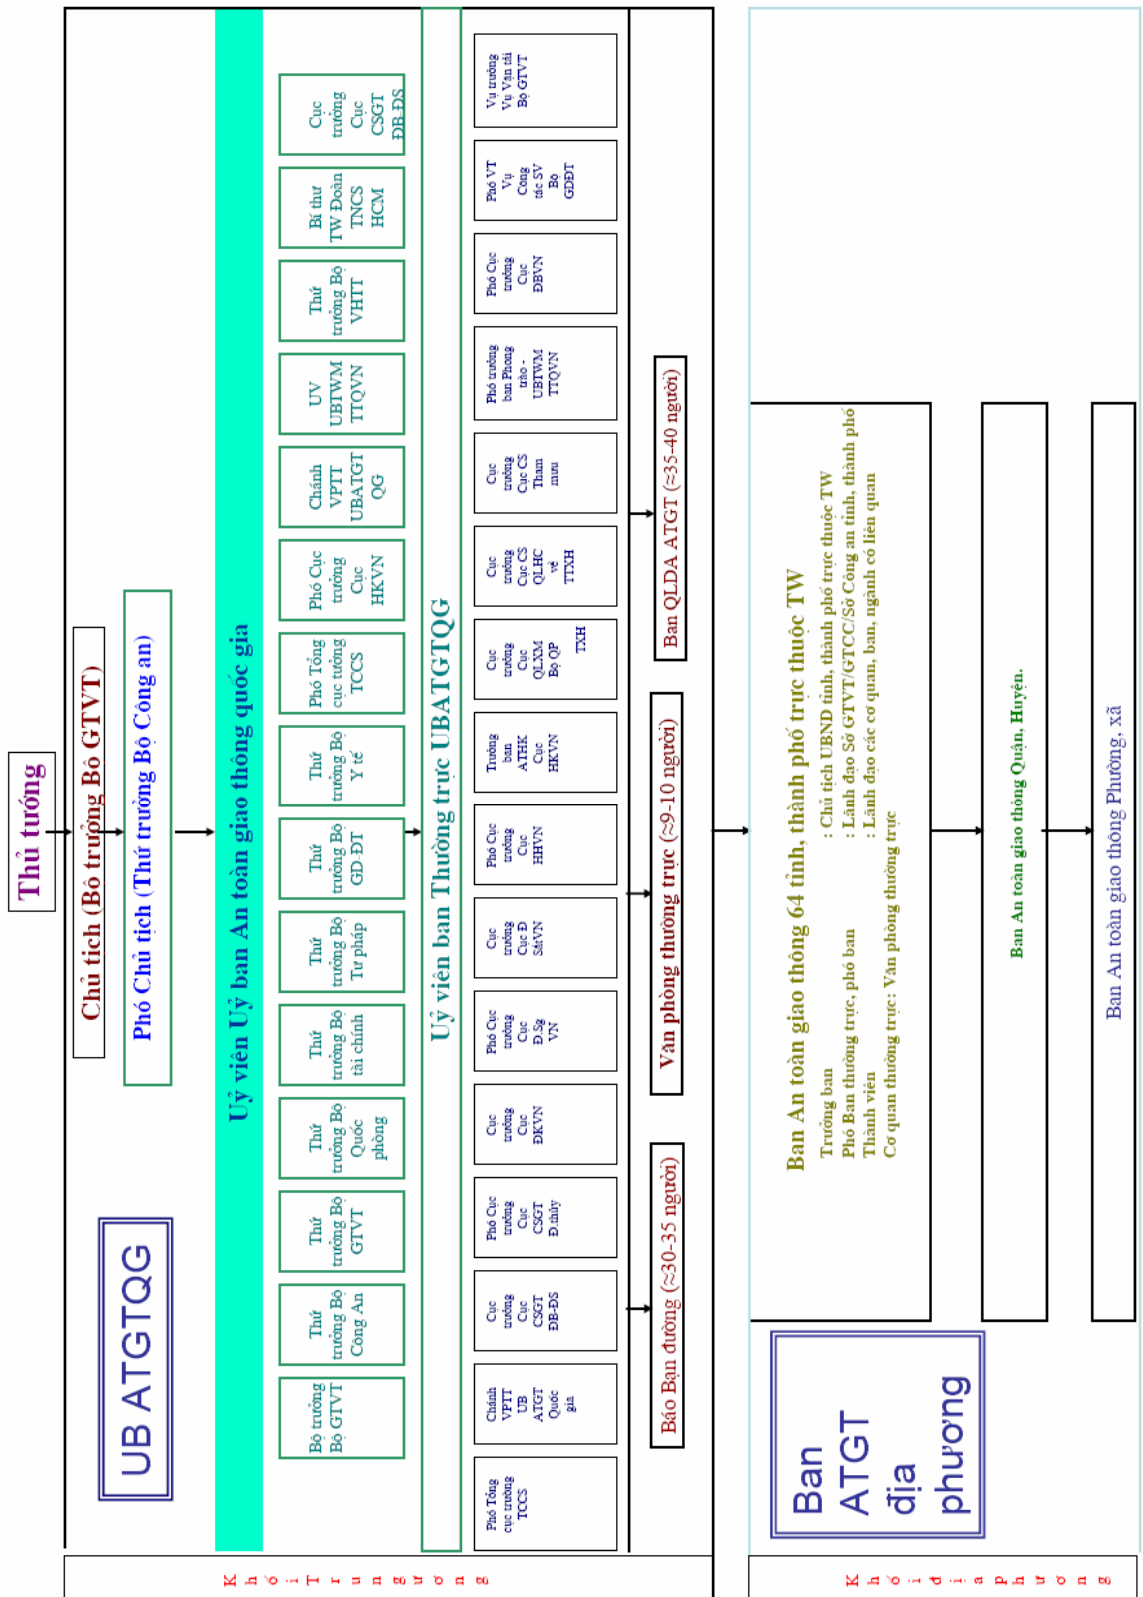 Thủ tướng
Chủ tịch (Bộ trưởng Bộ GTVT)
Phó Chủ tịch (Thứ trưởng Bộ Công an)
UB ATGTQG
Uỷ viên Uỷ ban An toàn giao thông quốc gia
Bộ trưởng
Bộ GTVT
Thứ
trưởng Bộ
Công An
Thứ
trưởng Bộ
GTVT
Thứ
trưởng Bộ
Quốc
phòng
Thứ
trưởng Bộ
tài chính
Thứ
trưởng Bộ
Tư pháp
Thứ
trưởng Bộ
GD-ĐT
Thứ
trưởng Bộ
Y tế
Phó Tổng
cục tướng
TCCS
Phó Cục
trưởng
Cục
HKVN
Chánh
VPTT
UBATGT
QG
UV
UBTWM
TTQVN
Thứ
trưởng Bộ
VHTT
Bí thư
TW Đoàn
TNCS
HCM
Cục
trưởng
Cục
CSGT
ĐB-ĐS
Uỷ viên ban Thường trực UBATGTQG
Phó Tổng
cục trưởng
TCCS
Chánh
VPTT
UB
ATGT
Quốc
gia
Cục
trưởng
Cục
CSGT
ĐB-ĐS
Phó Cục
trưởng
Cục
CSGT
Đ.thủy
Cục
trưởng
Cục
ĐKVN
Phó Cục
trưởng
Cục
Đ.Sg
VN
Cục
trưởng
Cục Đ
SắtVN
Phó Cục
trưởng
Cục
HHVN
Trưởng
ban
ATHK
Cục
HKVN
Cục
trưởng
Cục
QLXM
Bộ QP
TXH
Cục
trưởng
Cục CS
QLHC
về
TTXH
Cục
trưởng
Cục CS
Tham
mưu
Phó trưởng
ban Phong
trào -
UBTWM
TTQVN
Phó Cục
trưởng
Cục
ĐBVN
Phó VT
Vụ
Công
tác SV
Bộ
GDĐT
Vụ trưởng
Vụ Vận tải
Bộ GTVT
Báo Bạn đường (≈30-35 người)
Văn phòng thường trực (≈9-10 người)
Ban QLDA ATGT (≈35-40 người)
Khối Trung ương
Ban
ATGT
địa
phương
Ban An toàn giao thông 64 tỉnh, thành phố trực thuộc TW
Trưởng ban : Chủ tịch UBND tỉnh, thành phố trực thuộc TW
Phó Ban thường trực, phó ban : Lãnh đạo Sở GTVT/GTCC/Sở Công an tỉnh, thành phố
Thành viên : Lãnh đạo các cơ quan, ban, ngành có liên quan
Cơ quan thường trực: Văn phòng thường trực
Ban An toàn giao thông Quận, Huyện.
Ban An toàn giao thông Phường, xã
Khối địa Phương